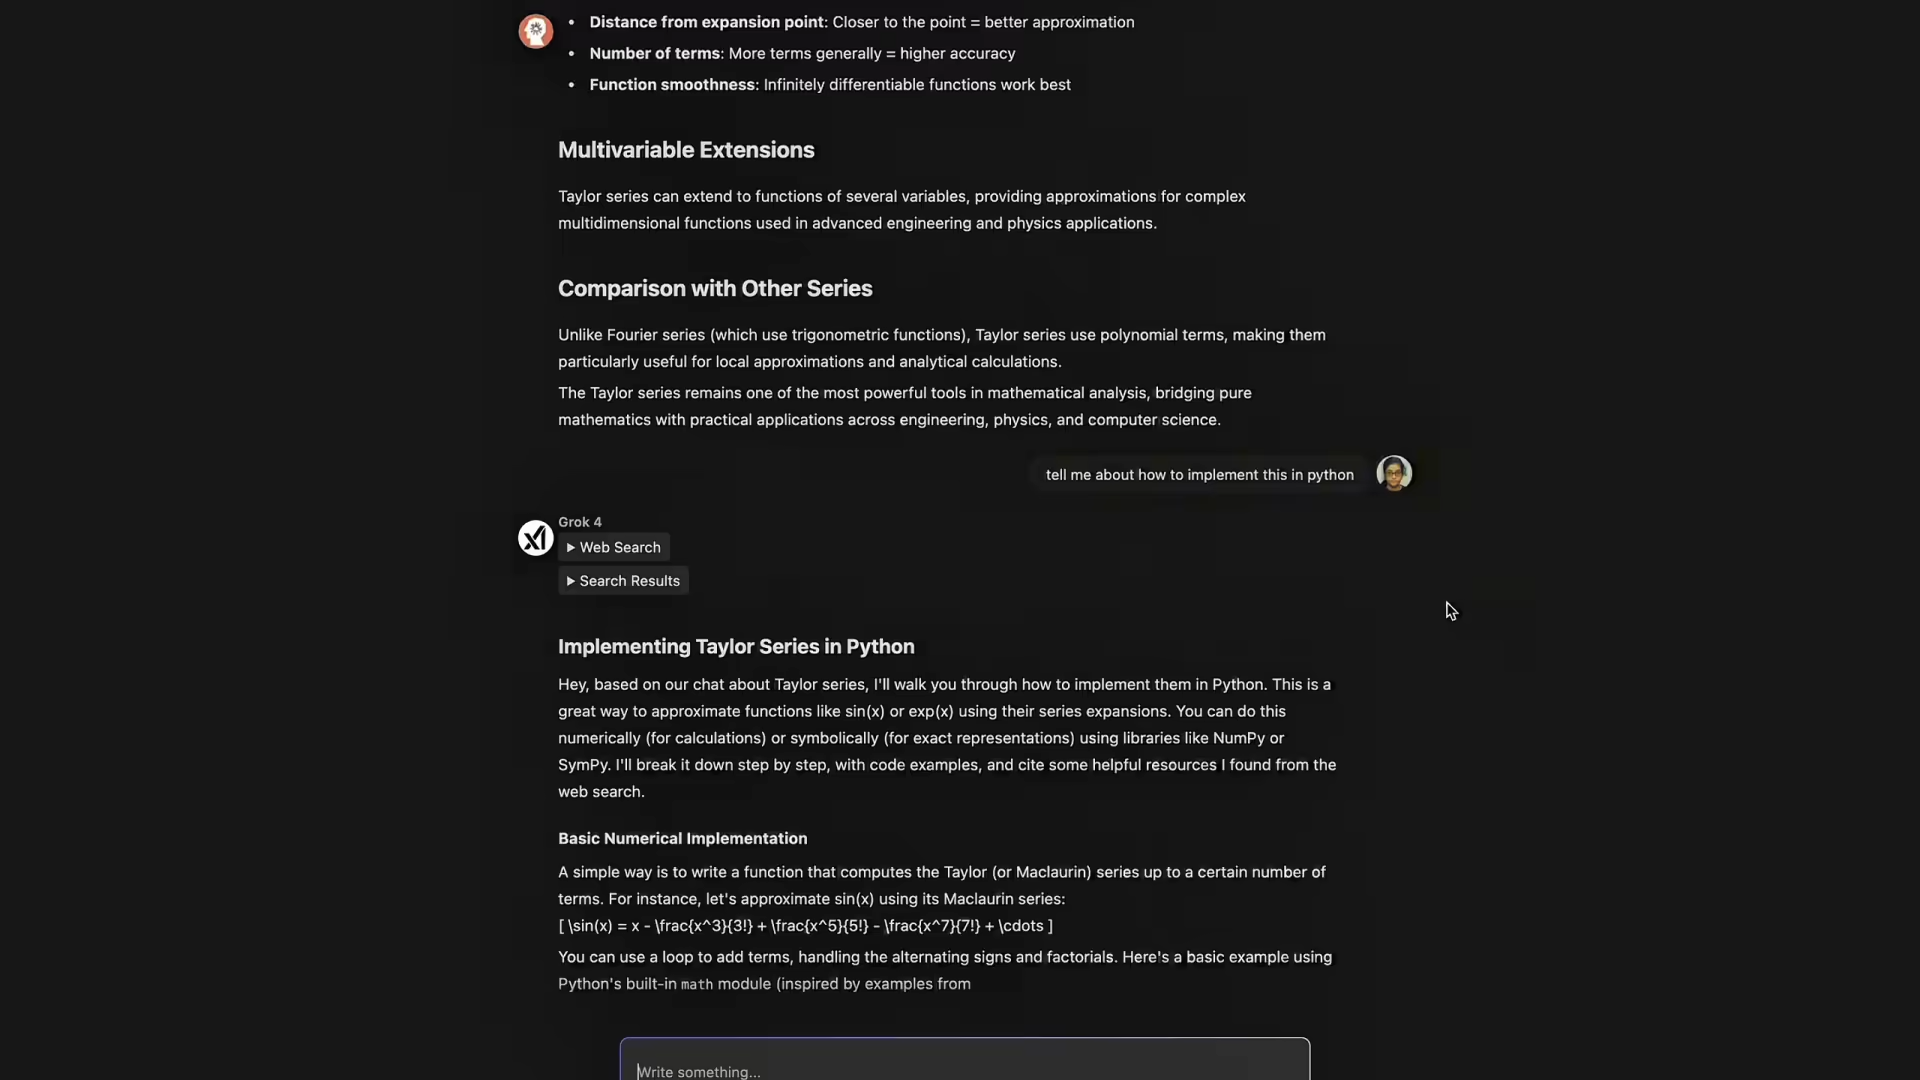 • Distance from expansion point: Closer to the point = better approximation
• Number of terms: More terms generally = higher accuracy
• Function smoothness: Infinitely differentiable functions work best
Multivariable Extensions
Taylor series can extend to functions of several variables, providing approximations for complex
multidimensional functions used in advanced engineering and physics applications.
Comparison with Other Series
Unlike Fourier series (which use trigonometric functions), Taylor series use polynomial terms, making them
particularly useful for local approximations and analytical calculations.
The Taylor series remains one of the most powerful tools in mathematical analysis, bridging pure
mathematics with practical applications across engineering, physics, and computer science.
tell me about how to implement this in python
Grok 4
▶ Web Search
▶ Search Results
Implementing Taylor Series in Python
Hey, based on our chat about Taylor series, I'll walk you through how to implement them in Python. This is a
great way to approximate functions like sin(x) or exp(x) using their series expansions. You can do this
numerically (for calculations) or symbolically (for exact representations) using libraries like NumPy or
SymPy. I'll break it down step by step, with code examples, and cite some helpful resources I found from the
web search.
Basic Numerical Implementation
A simple way is to write a function that computes the Taylor (or Maclaurin) series up to a certain number of
terms. For instance, let's approximate sin(x) using its Maclaurin series:
[ \sin(x) = x - \frac{x^3}{3!} + \frac{x^5}{5!} - \frac{x^7}{7!} + \cdots ]
You can use a loop to add terms, handling the alternating signs and factorials. Here's a basic example using
Python's built-in math module (inspired by examples from
Write something...